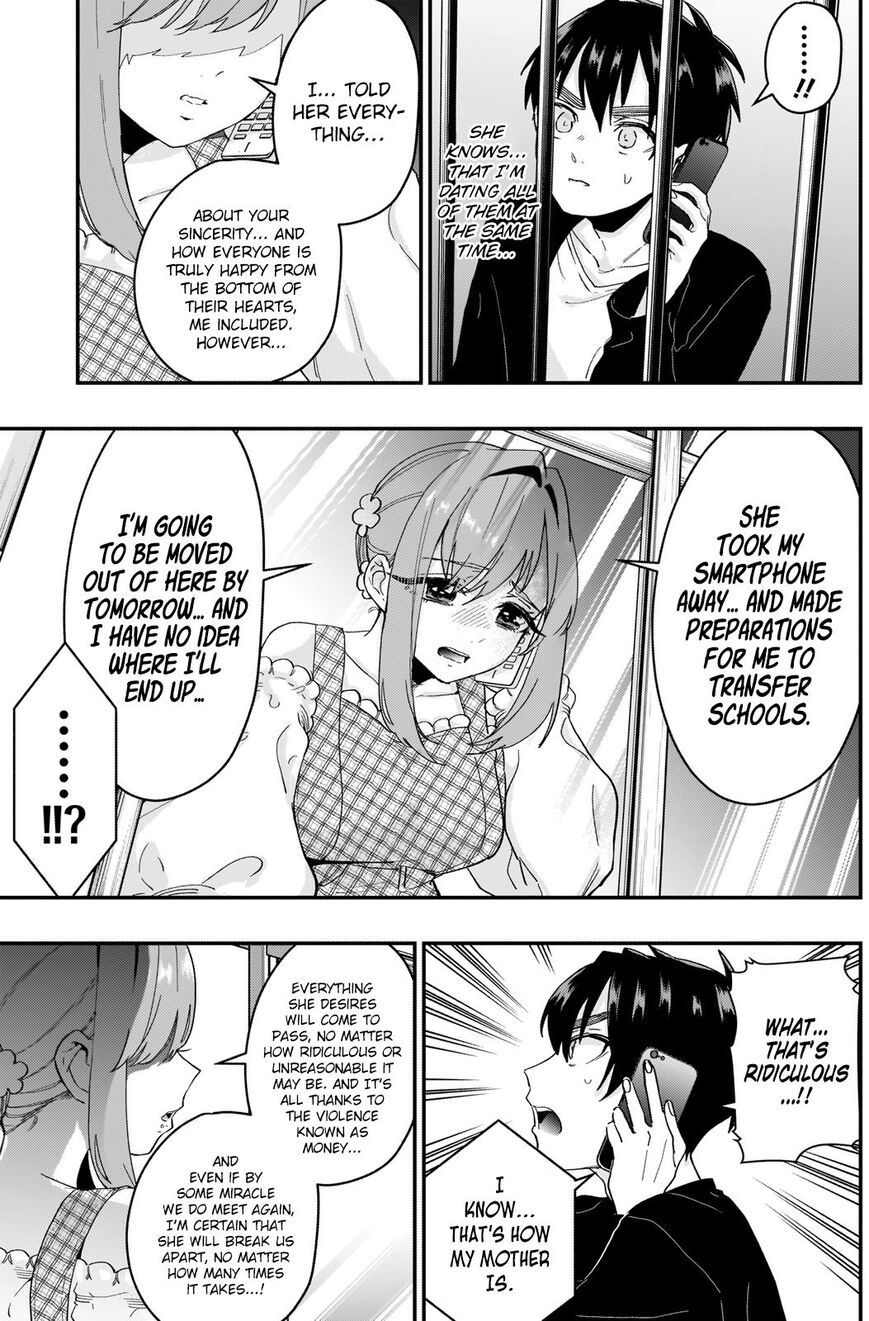 ......!!
SHE
KNOWS...
THAT I'M
DATING ALL
OF THEM AT
THE SAME
TIME...
I... TOLD
HER EVERY-
THING...
ABOUT YOUR
SINCERITY... AND
HOW EVERYONE IS
TRULY HAPPY FROM
THE BOTTOM OF
THEIR HEARTS,
ME INCLUDED.
HOWEVER...
SHE
TOOK MY
SMARTPHONE
AWAY... AND MADE
PREPARATIONS
FOR ME TO
TRANSFER
SCHOOLS.
I'M GOING
TO BE MOVED
OUT OF HERE BY
TOMORROW... AND
I HAVE NO IDEA
WHERE I'LL
END UP...
......!!?
WHAT...
THAT'S
RIDICULOUS
...!!
I
KNOW...
THAT'S HOW
MY MOTHER
IS.
EVERYTHING
SHE DESIRES
WILL COME TO
PASS, NO MATTER
HOW RIDICULOUS OR
UNREASONABLE IT
MAY BE. AND IT'S
ALL THANKS TO
THE VIOLENCE
KNOWN AS
MONEY...
AND
EVEN IF BY
SOME MIRACLE
WE DO MEET AGAIN,
I'M CERTAIN THAT
SHE WILL BREAK US
APART, NO MATTER
HOW MANY TIMES
IT TAKES...!